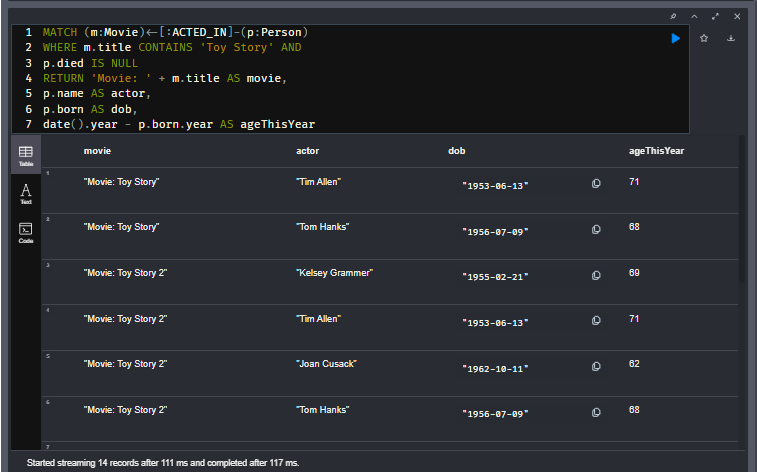 1 MATCH (m:Movie)<-[:ACTED_IN]-(p:Person)
2 WHERE m.title CONTAINS 'Toy Story' AND
3 p.died IS NULL
4 RETURN 'Movie: ' + m.title AS movie,
5 p.name AS actor,
6 p.born AS dob,
7 date().year - p.born.year AS ageThisYear
movie actor dob ageThisYear
Table
1 "Movie: Toy Story" "Tim Allen" "1953-06-13" 71
Text
2 "Movie: Toy Story" "Tom Hanks" "1956-07-09" 68
Code
3 "Movie: Toy Story 2" "Kelsey Grammer" "1955-02-21" 69
4 "Movie: Toy Story 2" "Tim Allen" "1953-06-13" 71
5 "Movie: Toy Story 2" "Joan Cusack" "1962-10-11" 62
6 "Movie: Toy Story 2" "Tom Hanks" "1956-07-09" 68
7
Started streaming 14 records after 111 ms and completed after 117 ms.